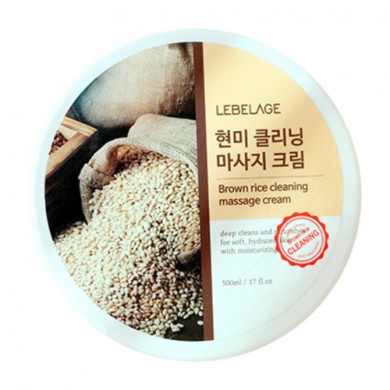 LEBELAGE
현미 클리닝
마사지 크림
Brown rice cleaning
massage cream
deep cleans and
for soft, hydrated
with moisturizing
CLEANING
500ml / 17 fl.oz